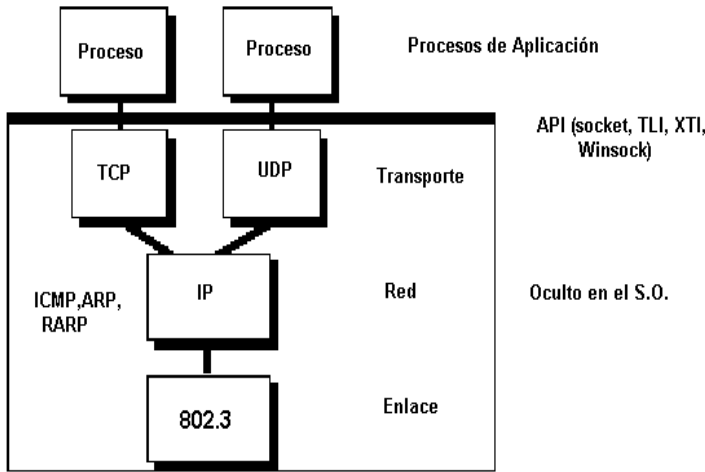 Proceso
Proceso
Procesos de Aplicación
API (socket, TLI, XTI,
Winsock)
TCP
UDP
Transporte
ICMP,ARP,
RARP
IP
Red
Oculto en el S.O.
802.3
Enlace